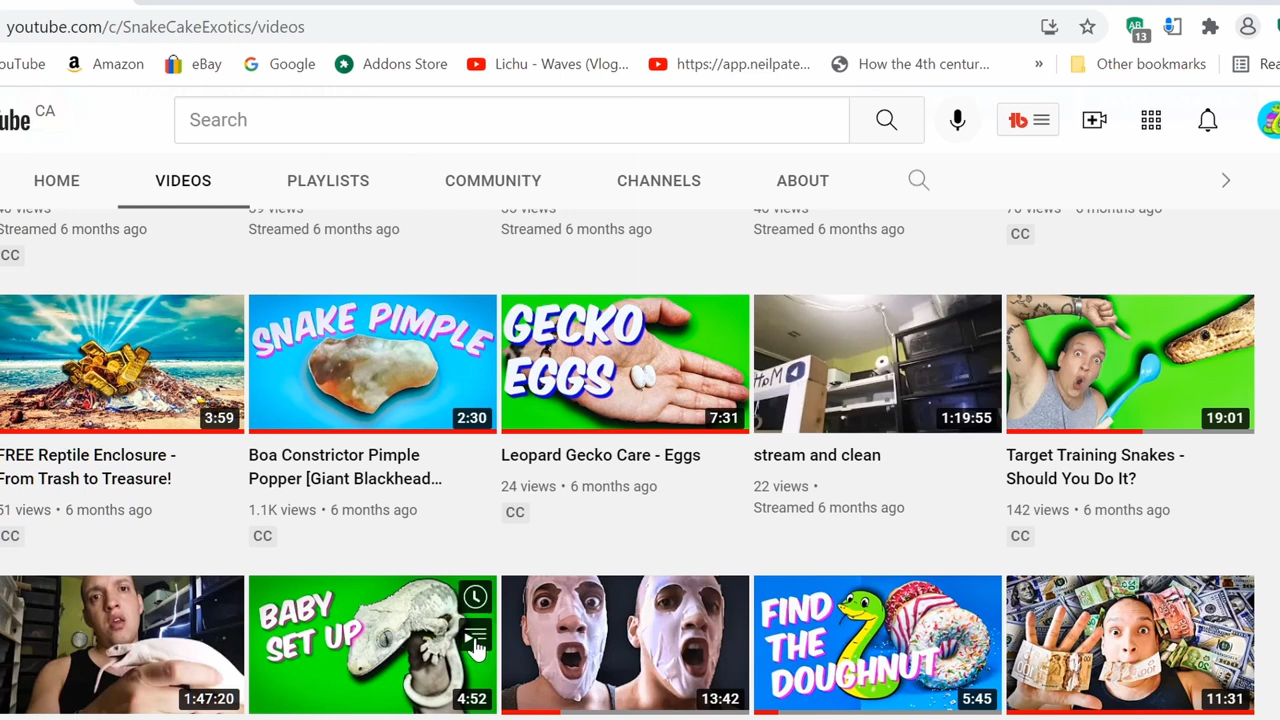 youtube.com/c/SnakeCakeExotics/videos
13
ouTube
Amazon
eBay
Google
Addons Store
Lichu - Waves (Vlog...
https://app.neilpate...
How the 4th centur...
»
Other bookmarks
Rea
ube CA
Search
tb
HOME
VIDEOS
PLAYLISTS
COMMUNITY
CHANNELS
ABOUT
Streamed 6 months ago
CC
Streamed 6 months ago
Streamed 6 months ago
Streamed 6 months ago
CC
3:59
FREE Reptile Enclosure -
From Trash to Treasure!
51 views • 6 months ago
CC
SNAKE PIMPLE
2:30
Boa Constrictor Pimple
Popper [Giant Blackhead...
1.1K views • 6 months ago
CC
GECKO
EGGS
7:31
Leopard Gecko Care - Eggs
24 views • 6 months ago
CC
1:19:55
stream and clean
22 views •
Streamed 6 months ago
19:01
Target Training Snakes -
Should You Do It?
142 views • 6 months ago
CC
1:47:20
BABY
SET UP
4:52
13:42
FIND
THE
DOUGHNUT
5:45
11:31